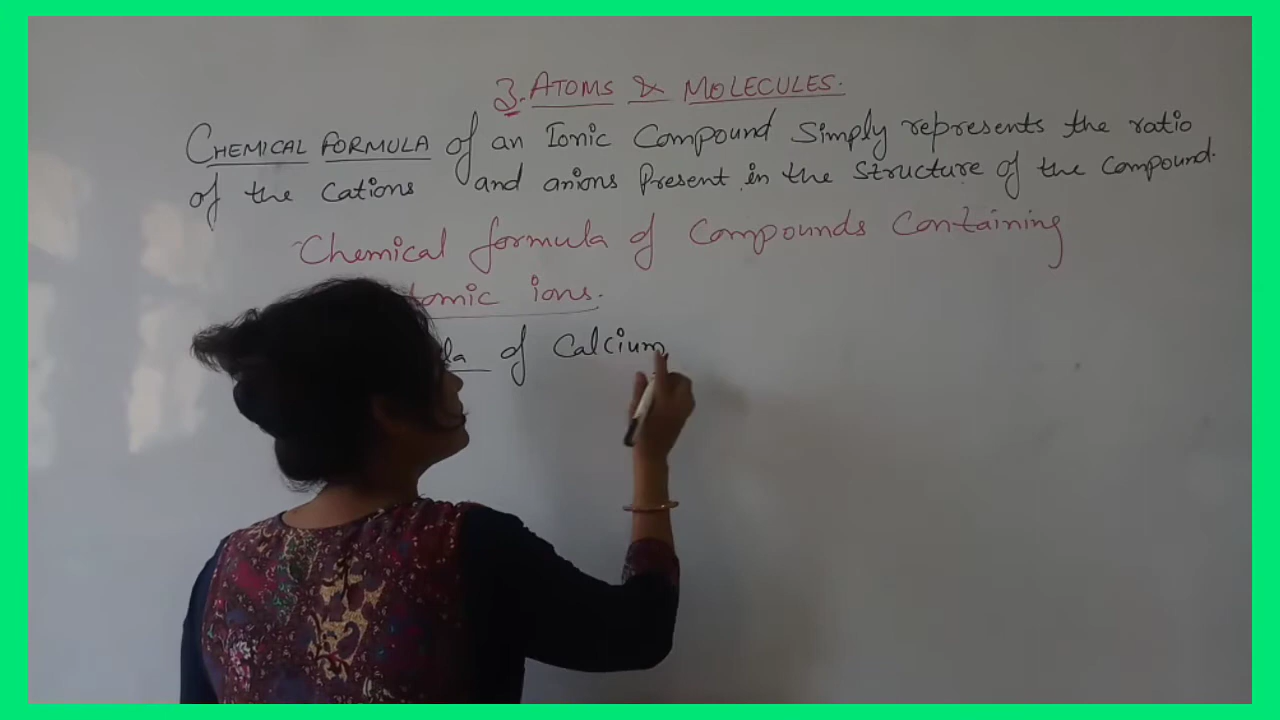 3. ATOMS & MOLECULES.
CHEMICAL FORMULA of an Ionic Compound Simply represents the ratio
of the Cations and anions Present in the Structure of the Compound.
Chemical formula of Compounds Containing
ions.
of Calcium